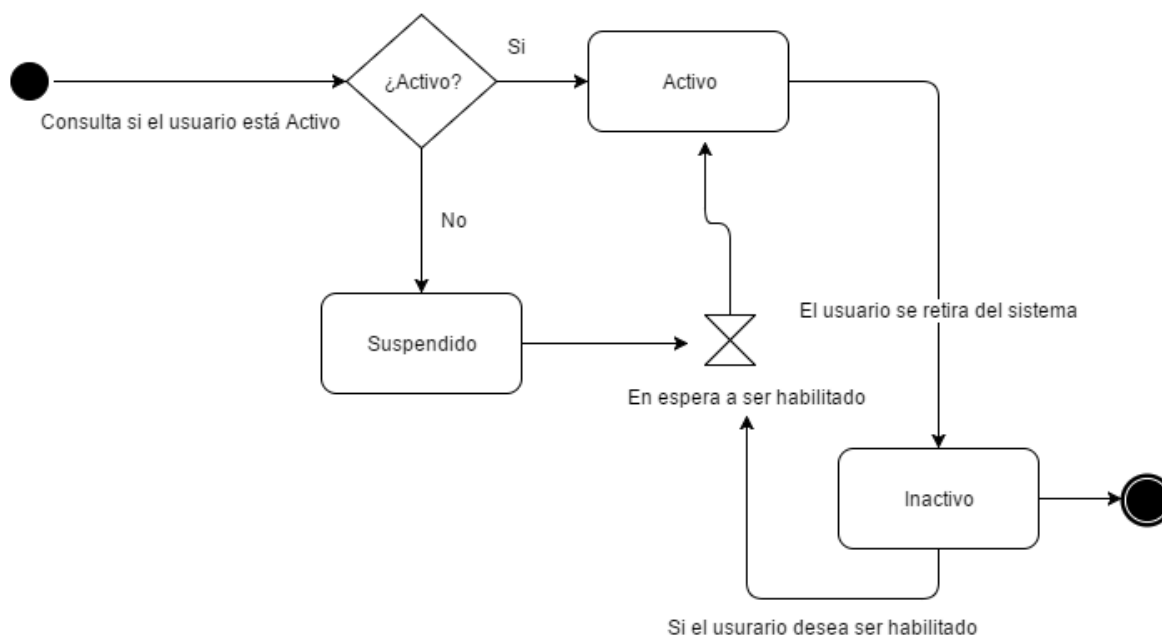 Si
¿Activo?
Activo
Consulta si el usuario está Activo
No
El usuario se retira del sistema
Suspendido
En espera a ser habilitado
Inactivo
Si el usurario desea ser habilitado